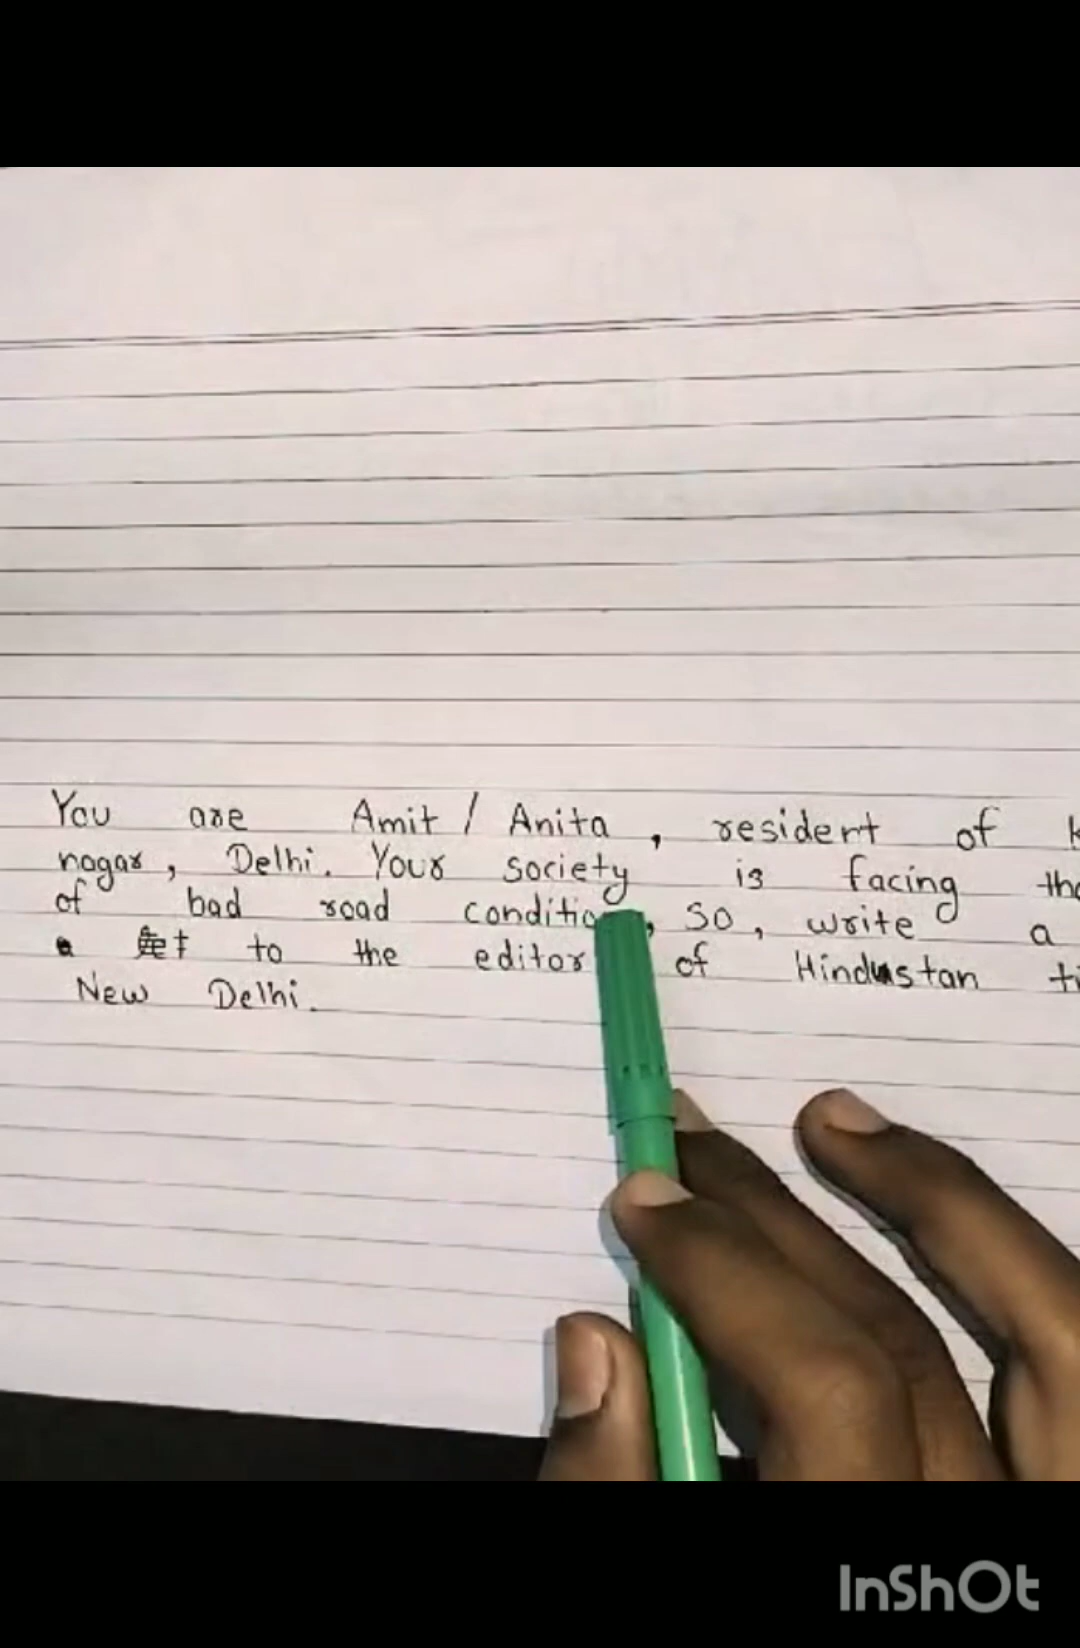 You are Amit / Anita, resident of
nagar, Delhi. Your society is facing
of bad road condition, so, write a
to the editor of Hindustan
New Delhi.
InShOt